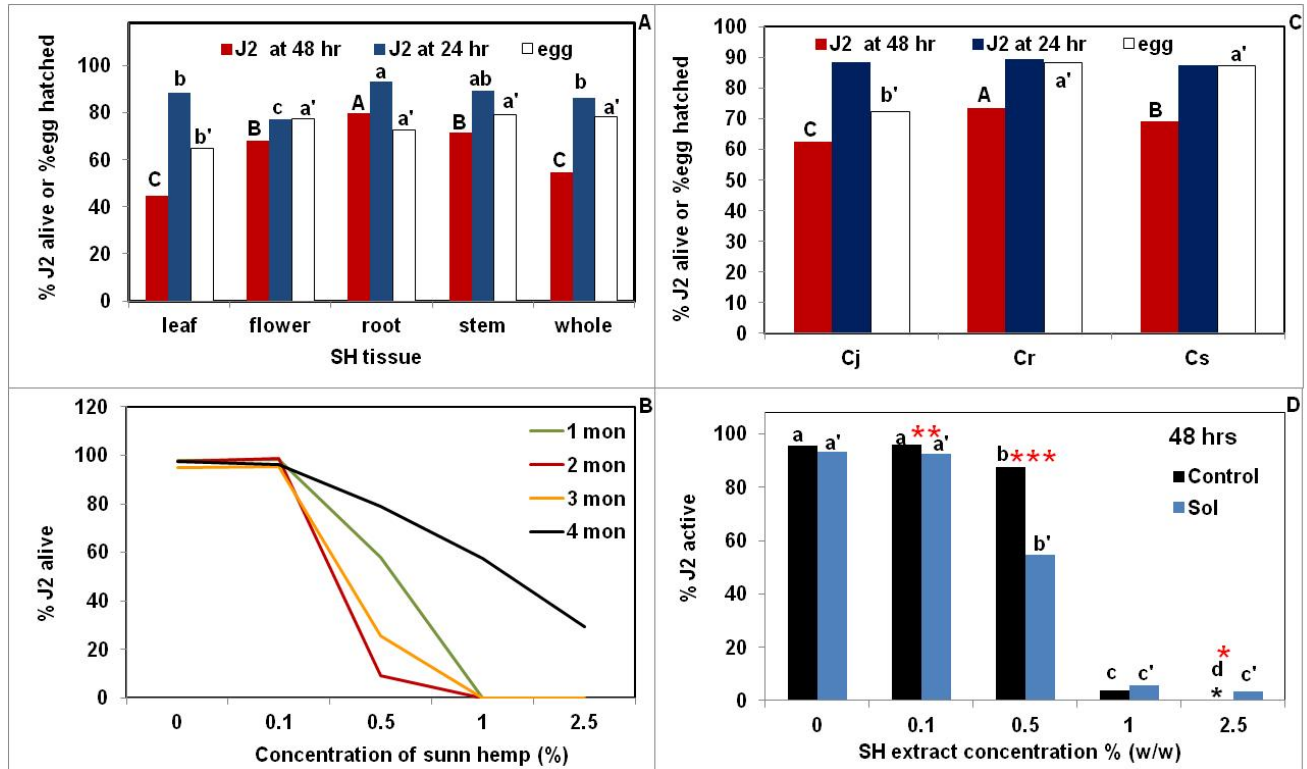 A
J2 at 48 hr J2 at 24 hr egg
% J2 alive or %egg hatched
100
80
60
40
20
0
C b b'
B c a'
A a a'
B ab a'
C b a'
leaf flower root stem whole
SH tissue
C
J2 at 48 hr J2 at 24 hr egg
% J2 alive or %egg hatched
100
90
80
70
60
50
40
30
20
10
0
C b'
A a'
B a'
Cj Cr Cs
B
% J2 alive
120
100
80
60
40
20
0
1 mon
2 mon
3 mon
4 mon
0 0.1 0.5 1 2.5
Concentration of sunn hemp (%)
D
48 hrs
Control
Sol
% J2 active
100
80
60
40
20
0
a a'
a ** a'
b *** b'
c c'
*
d c'
*
0 0.1 0.5 1 2.5
SH extract concentration % (w/w)